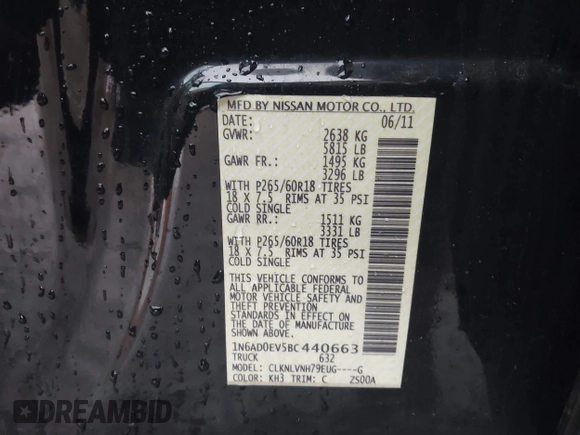 MFD BY NISSAN MOTOR CO., LTD.
DATE: 06/11
GVWR: 2638 KG
5815 LB
GAWR FR.: 1495 KG
3296 LB
WITH P265/60R18 TIRES
18 X 7.5 RIMS AT 35 PSI
COLD SINGLE
GAWR RR.: 1511 KG
3331 LB
WITH P265/60R18 TIRES
18 X 7.5 RIMS AT 35 PSI
COLD SINGLE
THIS VEHICLE CONFORMS TO
ALL APPLICABLE FEDERAL
MOTOR VEHICLE SAFETY AND
THEFT PREVENTION
STANDARDS IN EFFECT ON
THE DATE OF MANUFACTURE
SHOWN ABOVE.
1N6AD0EV5BC440663
TRUCK 632
MODEL: CLKNLVNH79EUG----G
COLOR: KH3 TRIM: C ZS00A
DREAMBID